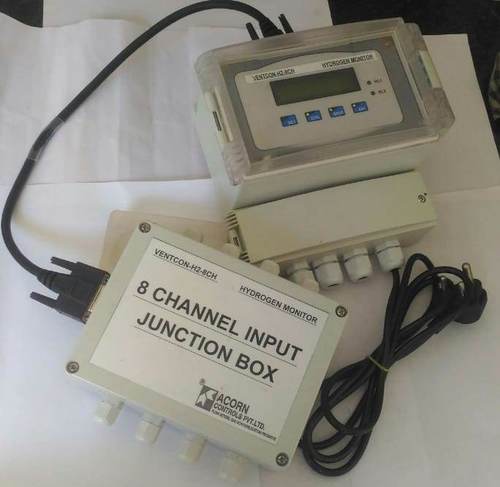 VENTCON-H2-8CH HYDROGEN MONITOR
VENTCON-H2-8CH HYDROGEN MONITOR
8 CHANNEL INPUT
JUNCTION BOX
ACORN
CONTROLS PVT.LTD.